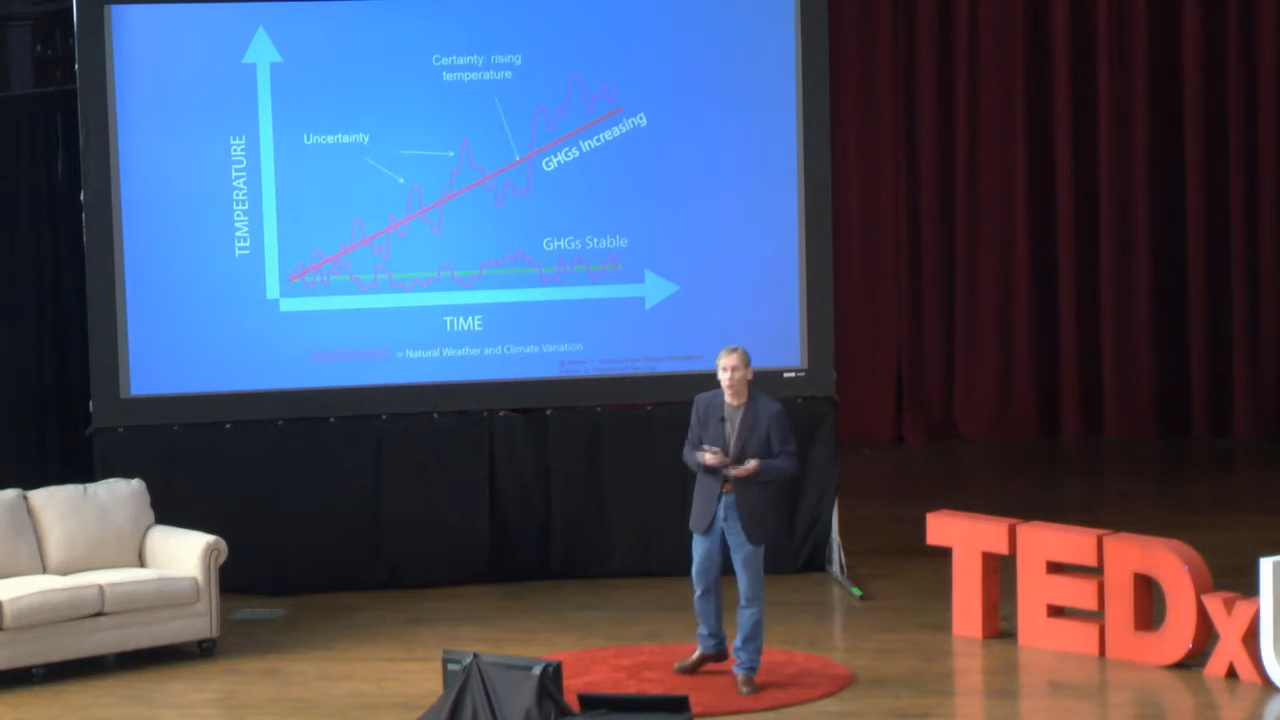 Certainty: rising
temperature
Uncertainty
TEMPERATURE
GHGs Increasing
GHGs Stable
TIME
= Natural Weather and Climate Variation
TEDx